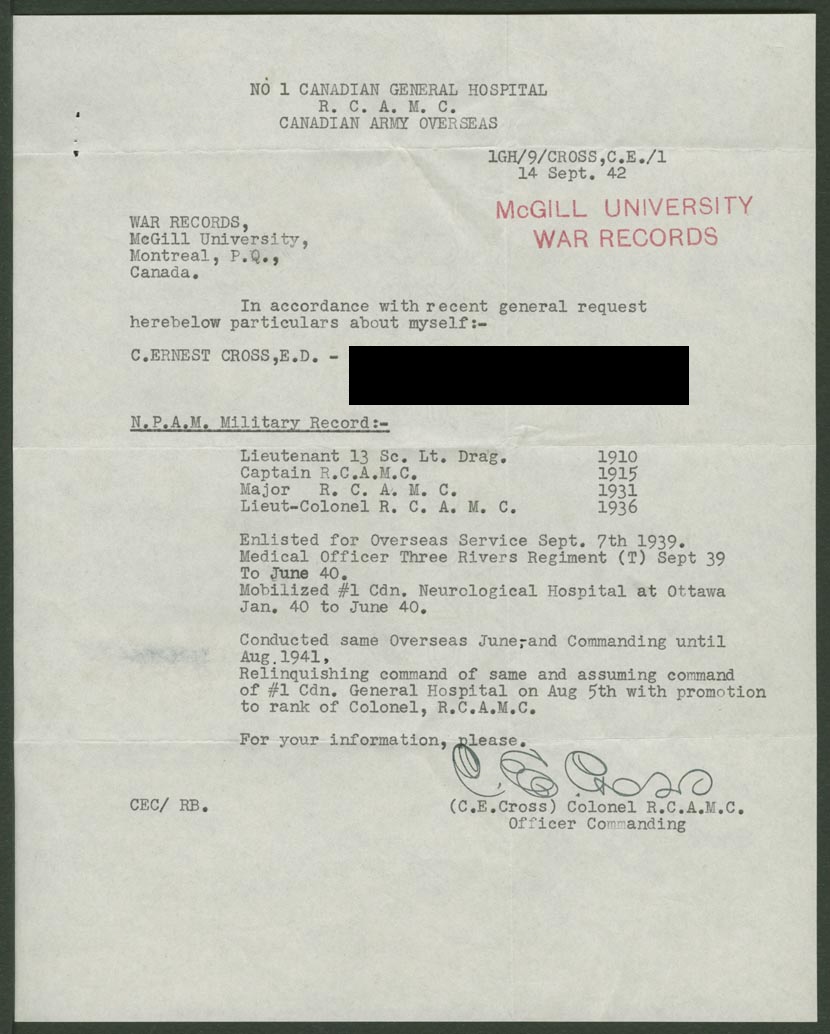 NO 1 CANADIAN GENERAL HOSPITAL
R. C. A. M. C.
CANADIAN ARMY OVERSEAS
1GH/9/CROSS,C.E./1
14 Sept. 42
McGILL UNIVERSITY
WAR RECORDS
WAR RECORDS,
McGill University,
Montreal, P.Q.,
Canada.
In accordance with recent general request
herebelow particulars about myself:-
C.ERNEST CROSS,E.D. -
N.P.A.M. Military Record:-
Lieutenant 13 Sc. Lt. Drag. 1910
Captain R.C.A.M.C. 1915
Major R. C. A. M. C. 1931
Lieut-Colonel R. C. A. M. C. 1936
Enlisted for Overseas Service Sept. 7th 1939.
Medical Officer Three Rivers Regiment (T) Sept 39
To June 40.
Mobilized #1 Cdn. Neurological Hospital at Ottawa
Jan. 40 to June 40.
Conducted same Overseas June,and Commanding until
Aug.1941,
Relinquishing command of same and assuming command
of #1 Cdn. General Hospital on Aug 5th with promotion
to rank of Colonel, R.C.A.M.C.
For your information, please.
C. E. Cross
CEC/ RB.
(C.E.Cross) Colonel R.C.A.M.C.
Officer Commanding